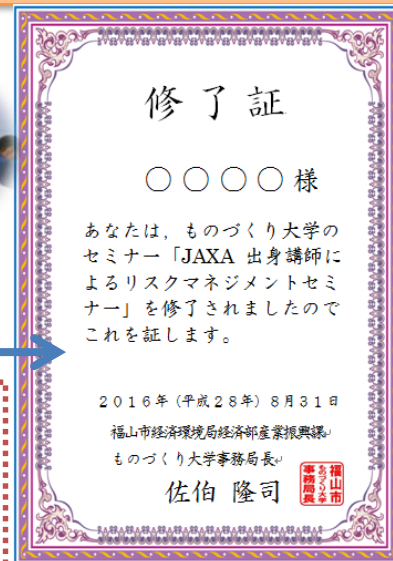 修了証
○○○○様
あなたは，ものづくり大学の
セミナー「JAXA 出身講師に
よるリスクマネジメントセミ
ナー」を修了されましたので
これを証します。
2016年（平成28年）8月31日
福山市経済環境局経済部産業振興課
ものづくり大学事務局長
佐伯 隆司
福山市
ものづくり大学
事務局長